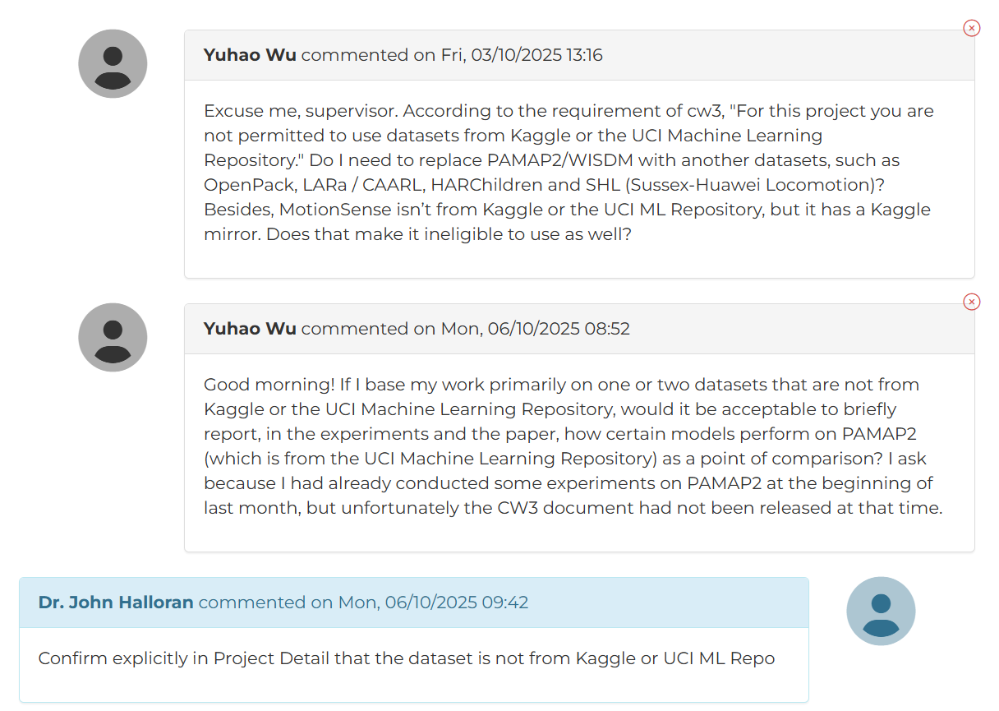 Yuhao Wu commented on Fri, 03/10/2025 13:16
Excuse me, supervisor. According to the requirement of cw3, "For this project you are
not permitted to use datasets from Kaggle or the UCI Machine Learning
Repository." Do I need to replace PAMAP2/WISDM with another datasets, such as
OpenPack, LARa / CAARL, HARChildren and SHL (Sussex-Huawei Locomotion)?
Besides, MotionSense isn’t from Kaggle or the UCI ML Repository, but it has a Kaggle
mirror. Does that make it ineligible to use as well?
Yuhao Wu commented on Mon, 06/10/2025 08:52
Good morning! If I base my work primarily on one or two datasets that are not from
Kaggle or the UCI Machine Learning Repository, would it be acceptable to briefly
report, in the experiments and the paper, how certain models perform on PAMAP2
(which is from the UCI Machine Learning Repository) as a point of comparison? I ask
because I had already conducted some experiments on PAMAP2 at the beginning of
last month, but unfortunately the CW3 document had not been released at that time.
Dr. John Halloran commented on Mon, 06/10/2025 09:42
Confirm explicitly in Project Detail that the dataset is not from Kaggle or UCI ML Repo